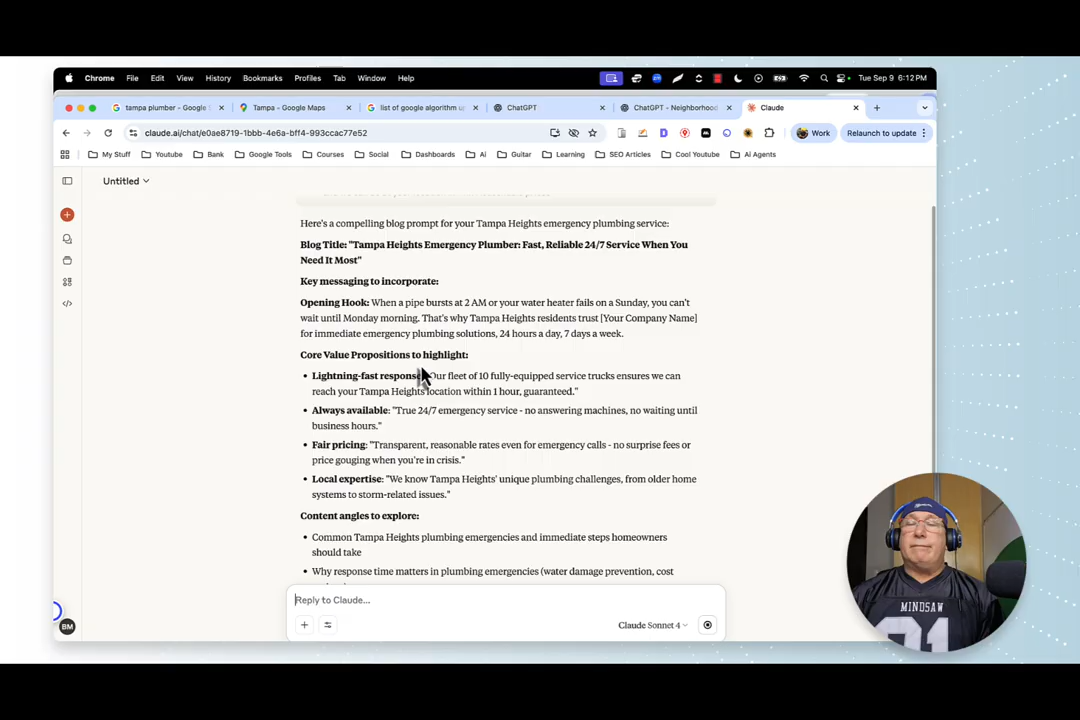 Chrome File Edit View History Bookmarks Profiles Tab Window Help Tue Sep 9 6:12 PM
tampa plumber - Google Tampa - Google Maps list of google algorithm u ChatGPT ChatGPT - Neighborhood Claude
claude.ai/chat/e0ae8719-1bbb-4e6a-bff4-993ccac77e52 Work Relaunch to update
My Stuff Youtube Bank Google Tools Courses Social Dashboards Ai Guitar Learning SEO Articles Cool Youtube Ai Agents
Untitled
Here's a compelling blog prompt for your Tampa Heights emergency plumbing service:
Blog Title: "Tampa Heights Emergency Plumber: Fast, Reliable 24/7 Service When You
Need It Most"
Key messaging to incorporate:
Opening Hook: When a pipe bursts at 2 AM or your water heater fails on a Sunday, you can't
wait until Monday morning. That's why Tampa Heights residents trust [Your Company Name]
for immediate emergency plumbing solutions, 24 hours a day, 7 days a week.
Core Value Propositions to highlight:
• Lightning-fast response: "Our fleet of 10 fully-equipped service trucks ensures we can
reach your Tampa Heights location within 1 hour, guaranteed."
• Always available: "True 24/7 emergency service - no answering machines, no waiting until
business hours."
• Fair pricing: "Transparent, reasonable rates even for emergency calls - no surprise fees or
price gouging when you're in crisis."
• Local expertise: "We know Tampa Heights' unique plumbing challenges, from older home
systems to storm-related issues."
Content angles to explore:
• Common Tampa Heights plumbing emergencies and immediate steps homeowners
should take
• Why response time matters in plumbing emergencies (water damage prevention, cost
Reply to Claude...
Claude Sonnet 4
BM
MINDSAW